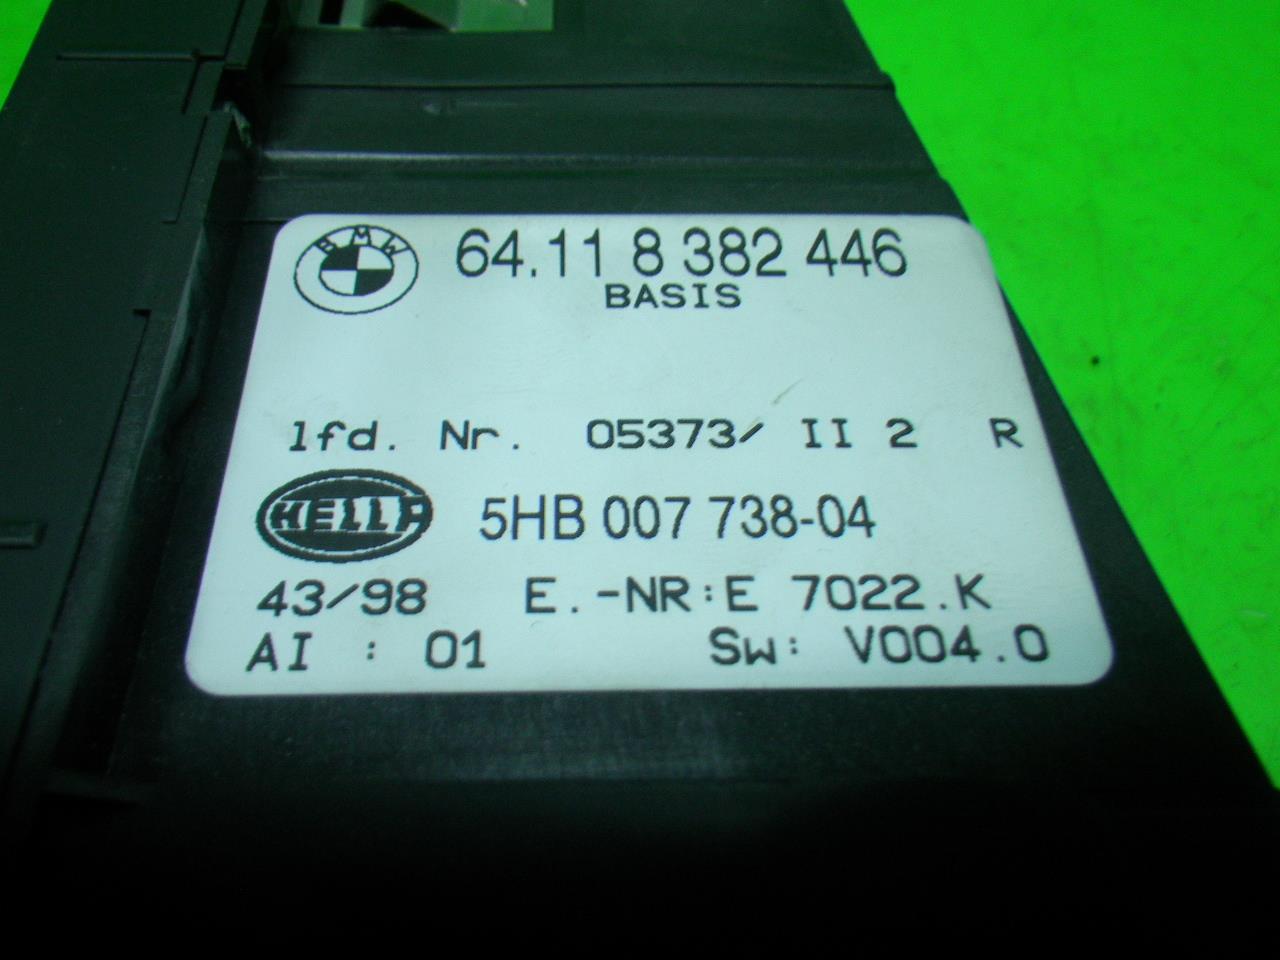 BMW 64.11 8 382 446
BASIS
lfd. Nr. 05373/ II 2 R
HELLA 5HB 007 738-04
43/98 E.-NR:E 7022.K
AI : 01 Sw: V004.0